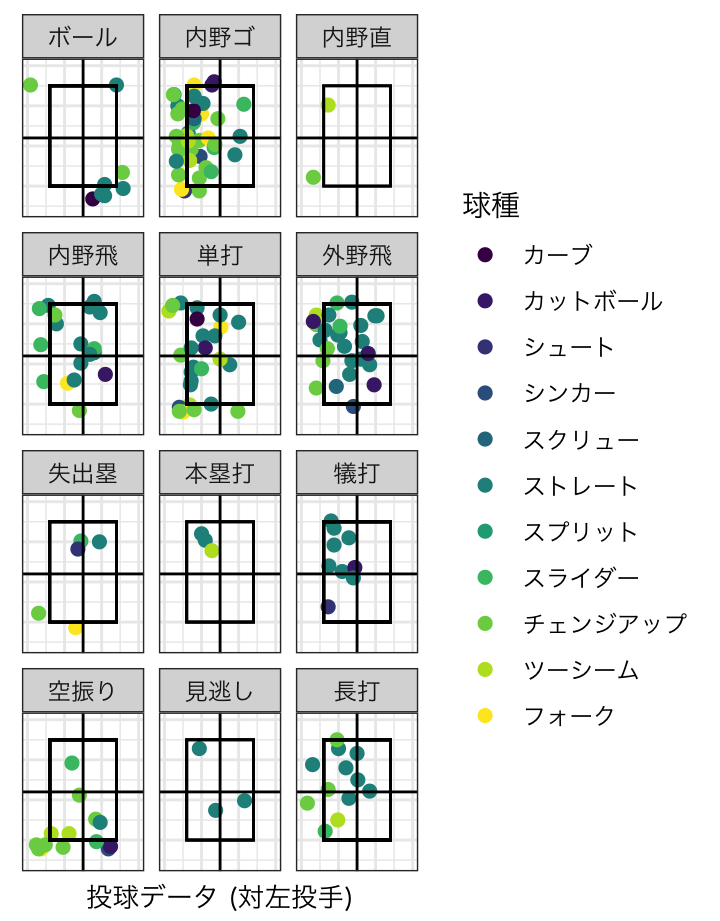 ボール 内野ゴ 内野直
内野飛 単打 外野飛
失出塁 本塁打 犠打
空振り 見逃し 長打
投球データ (対左投手)
球種
カーブ
カットボール
シュート
シンカー
スクリュー
ストレート
スプリット
スライダー
チェンジアップ
ツーシーム
フォーク